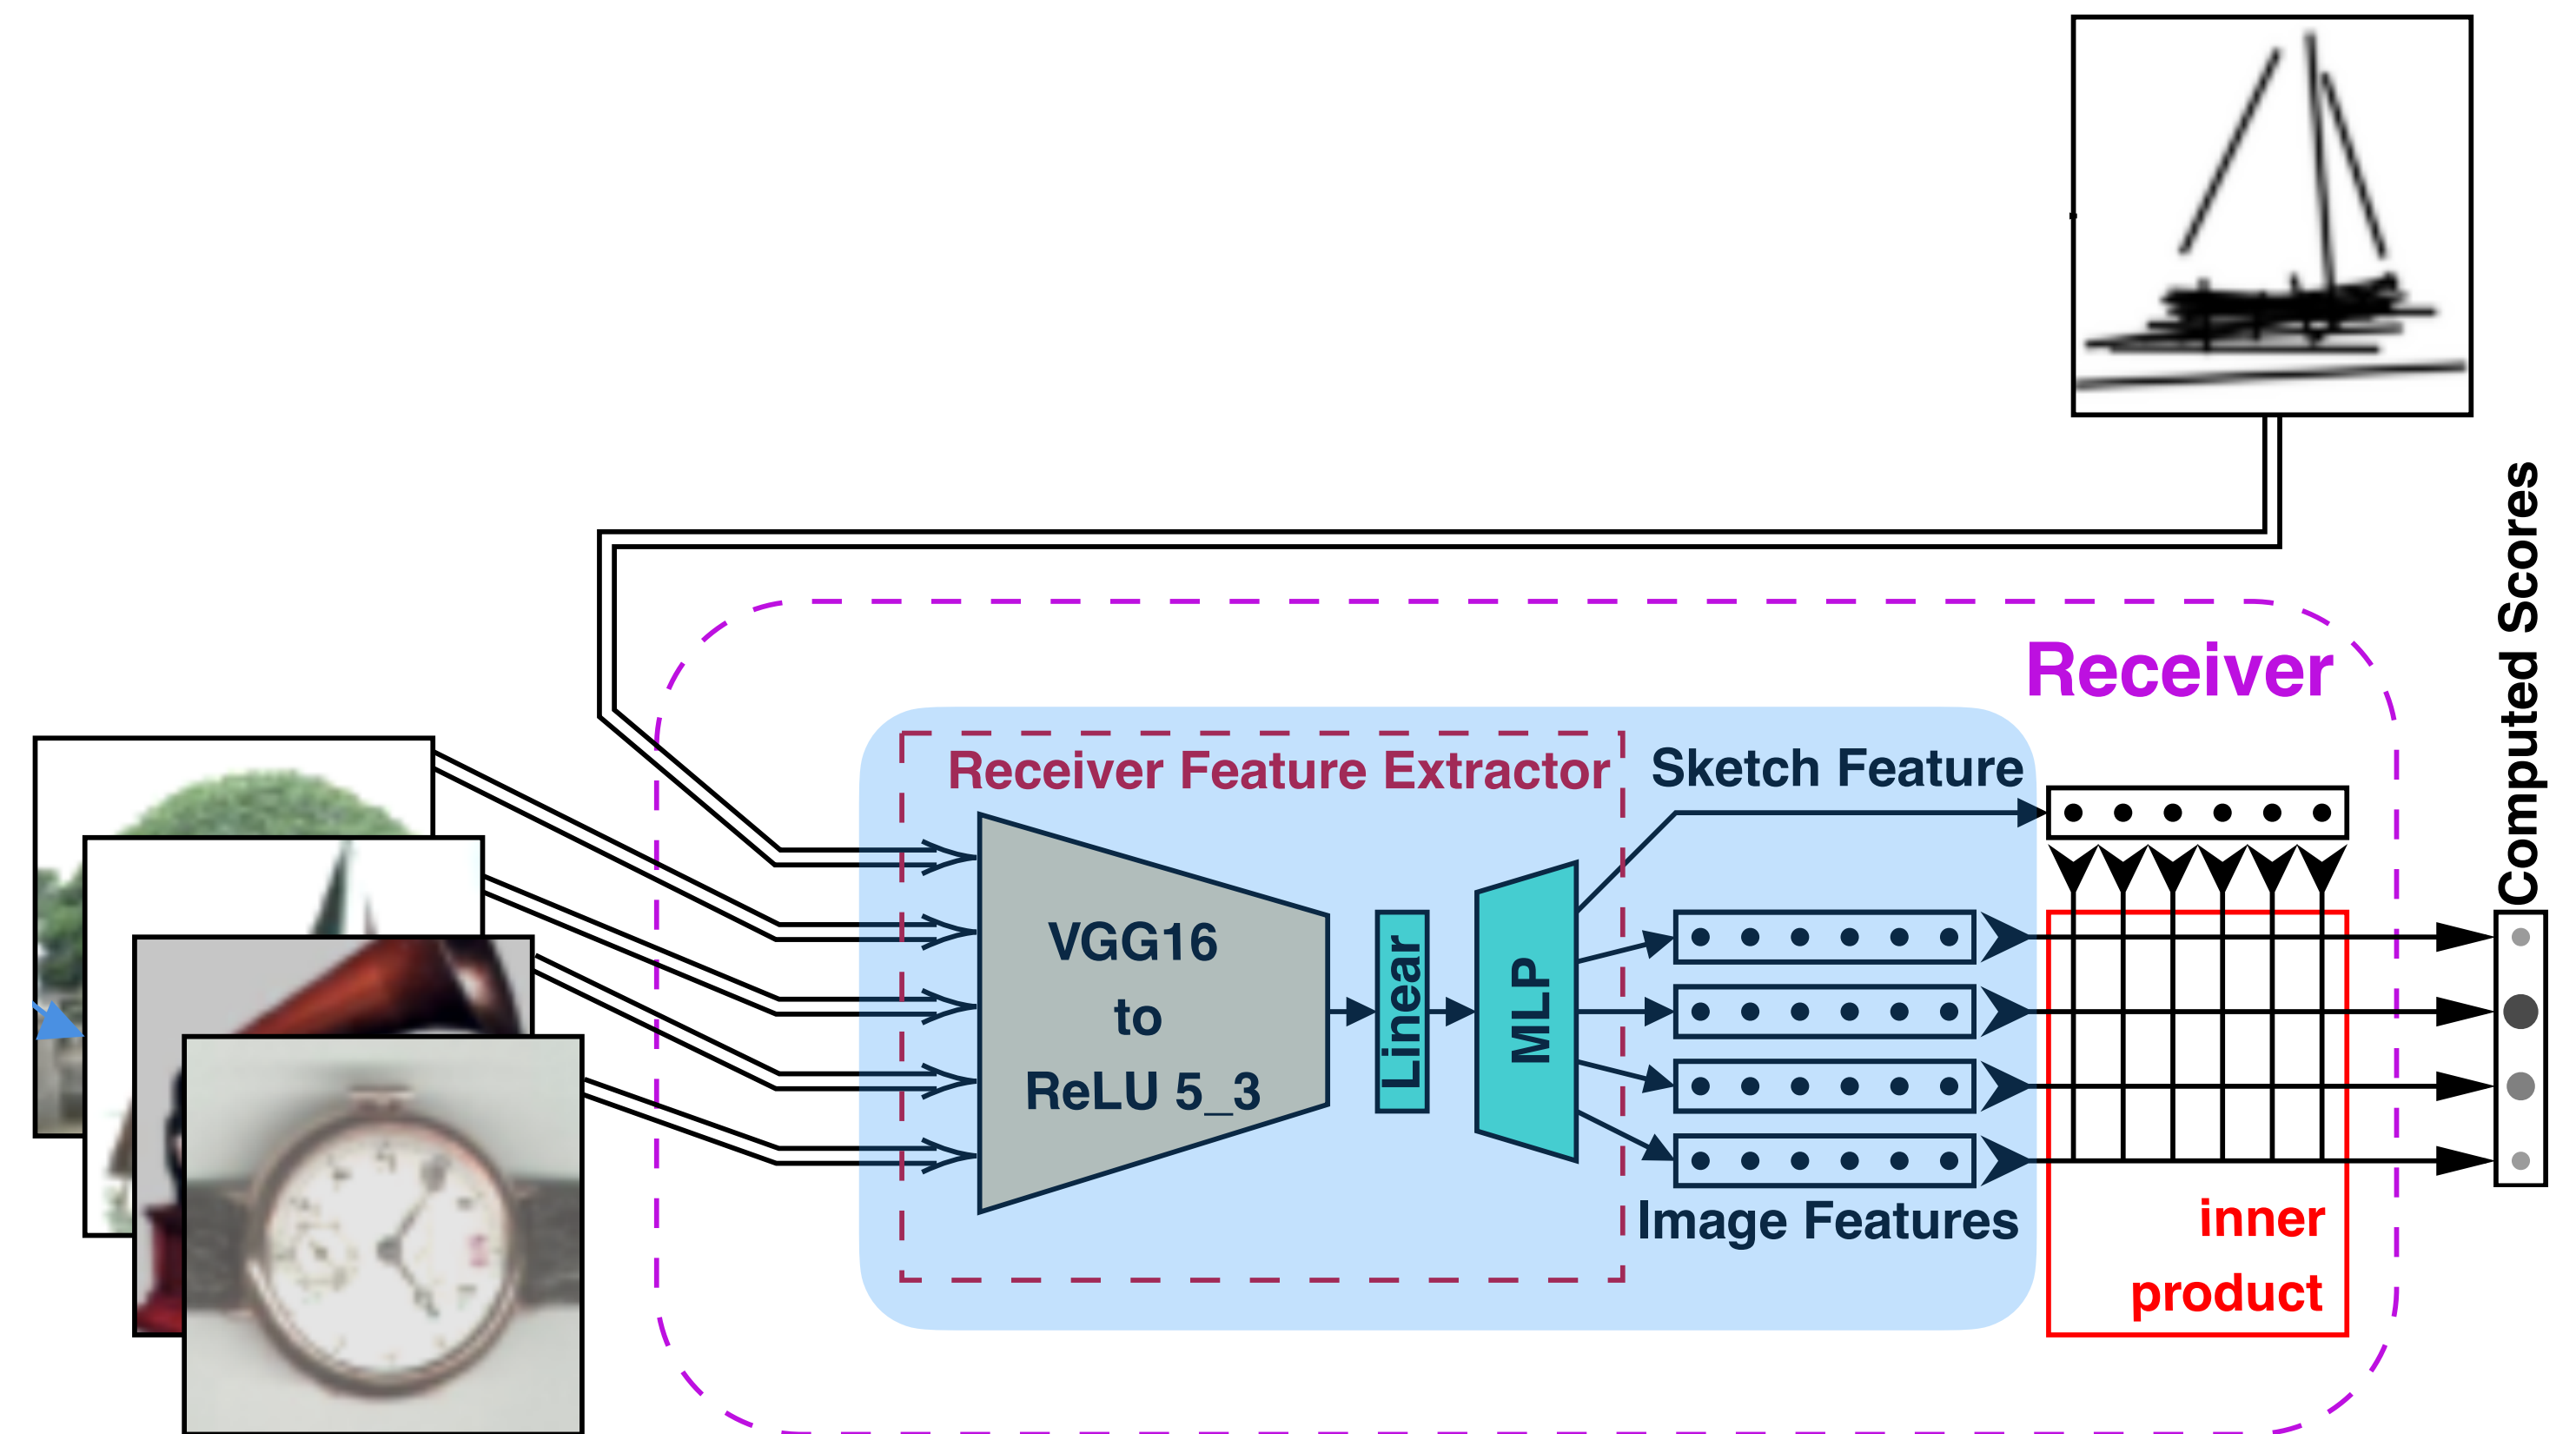 Computed Scores
Receiver
Receiver Feature Extractor
Sketch Feature
VGG16
to
ReLU 5_3
Linear
MLP
Image Features
inner
product